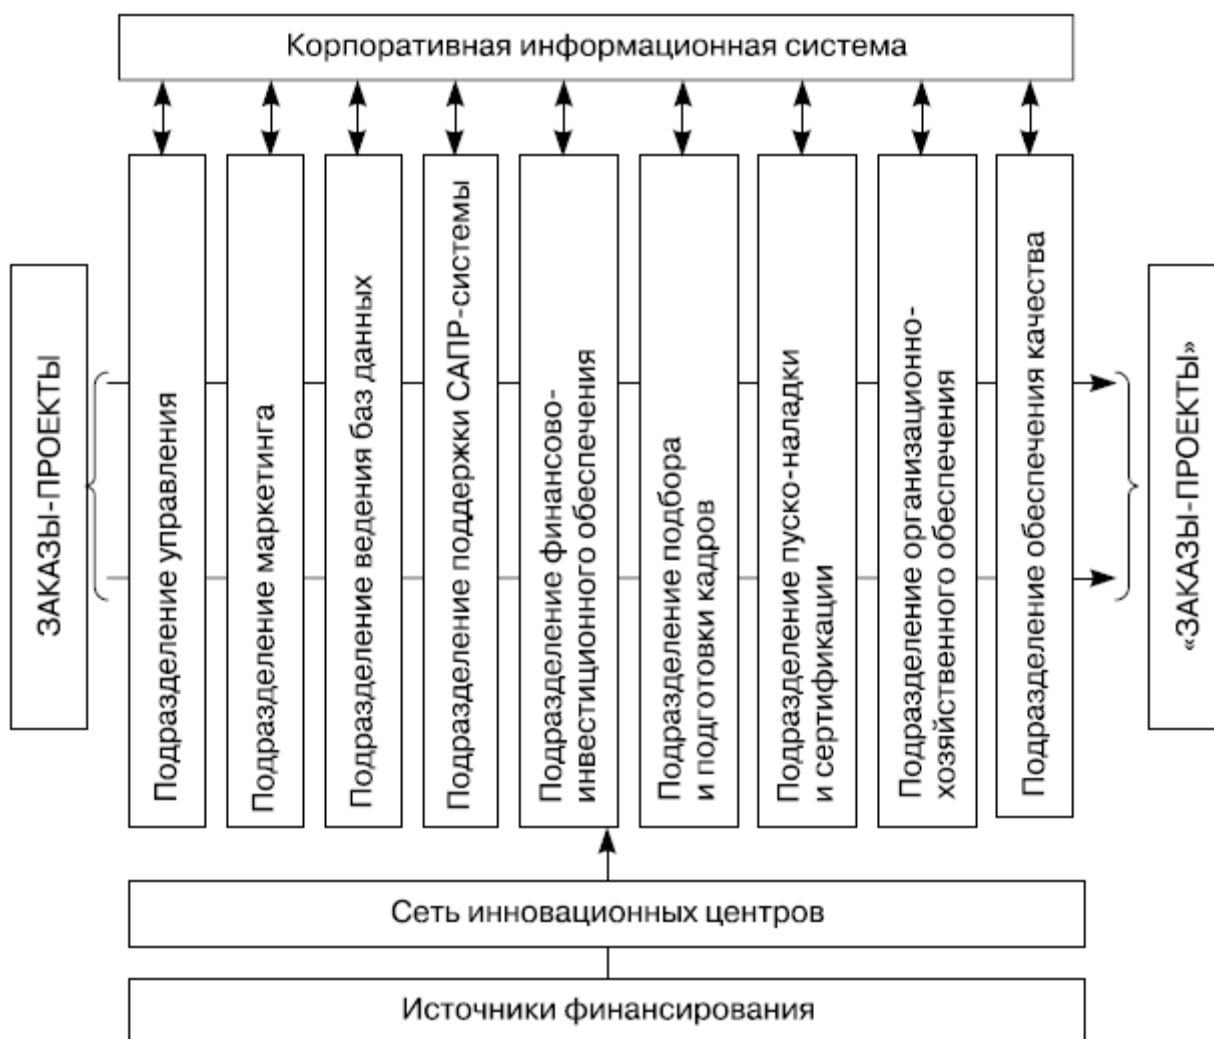 Корпоративная информационная система
ЗАКАЗЫ-ПРОЕКТЫ
Подразделение управления
Подразделение маркетинга
Подразделение ведения баз данных
Подразделение поддержки САПР-системы
Подразделение финансово-
инвестиционного обеспечения
Подразделение подбора
и подготовки кадров
Подразделение пуско-наладки
и сертификации
Подразделение организационно-
хозяйственного обеспечения
Подразделение обеспечения качества
«ЗАКАЗЫ-ПРОЕКТЫ»
Сеть инновационных центров
Источники финансирования